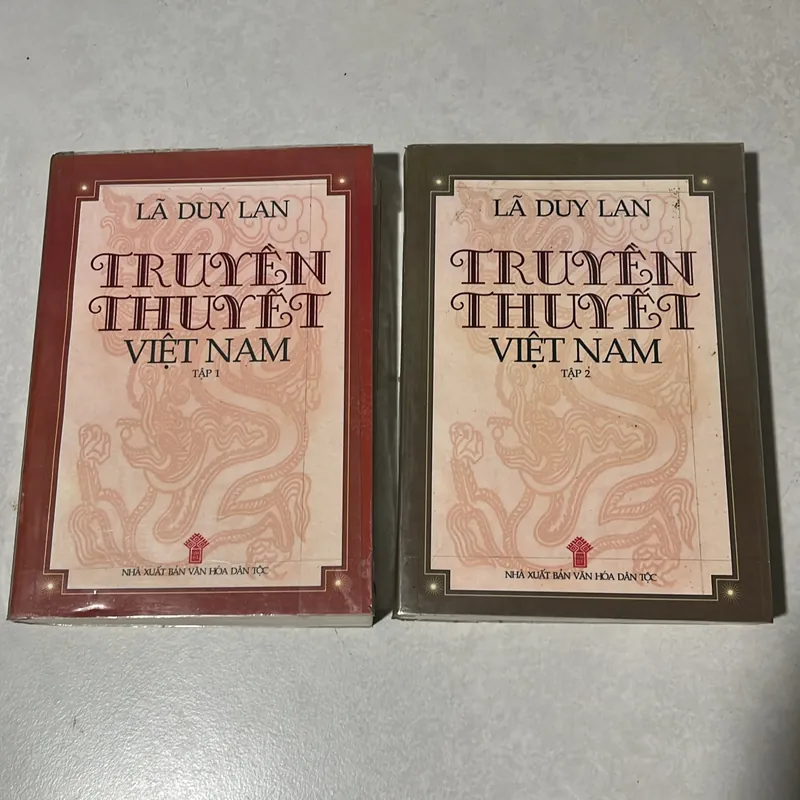 LÃ DUY LAN
TRUYỀN
THUYẾT
VIỆT NAM
TẬP 1
NHÀ XUẤT BẢN VĂN HÓA DÂN TỘC
LÃ DUY LAN
TRUYỀN
THUYẾT
VIỆT NAM
TẬP 2
NHÀ XUẤT BẢN VĂN HÓA DÂN TỘC